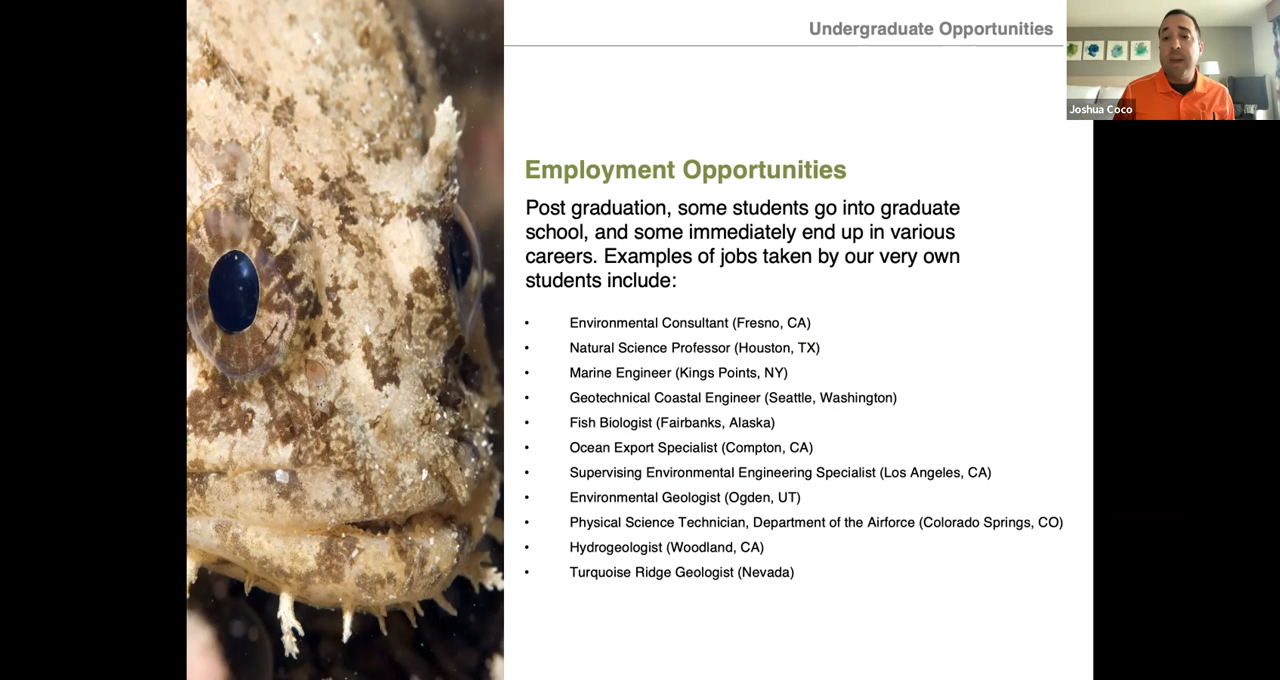 Undergraduate Opportunities
Joshua Coco
Employment Opportunities
Post graduation, some students go into graduate
school, and some immediately end up in various
careers. Examples of jobs taken by our very own
students include:
• Environmental Consultant (Fresno, CA)
• Natural Science Professor (Houston, TX)
• Marine Engineer (Kings Points, NY)
• Geotechnical Coastal Engineer (Seattle, Washington)
• Fish Biologist (Fairbanks, Alaska)
• Ocean Export Specialist (Compton, CA)
• Supervising Environmental Engineering Specialist (Los Angeles, CA)
• Environmental Geologist (Ogden, UT)
• Physical Science Technician, Department of the Airforce (Colorado Springs, CO)
• Hydrogeologist (Woodland, CA)
• Turquoise Ridge Geologist (Nevada)